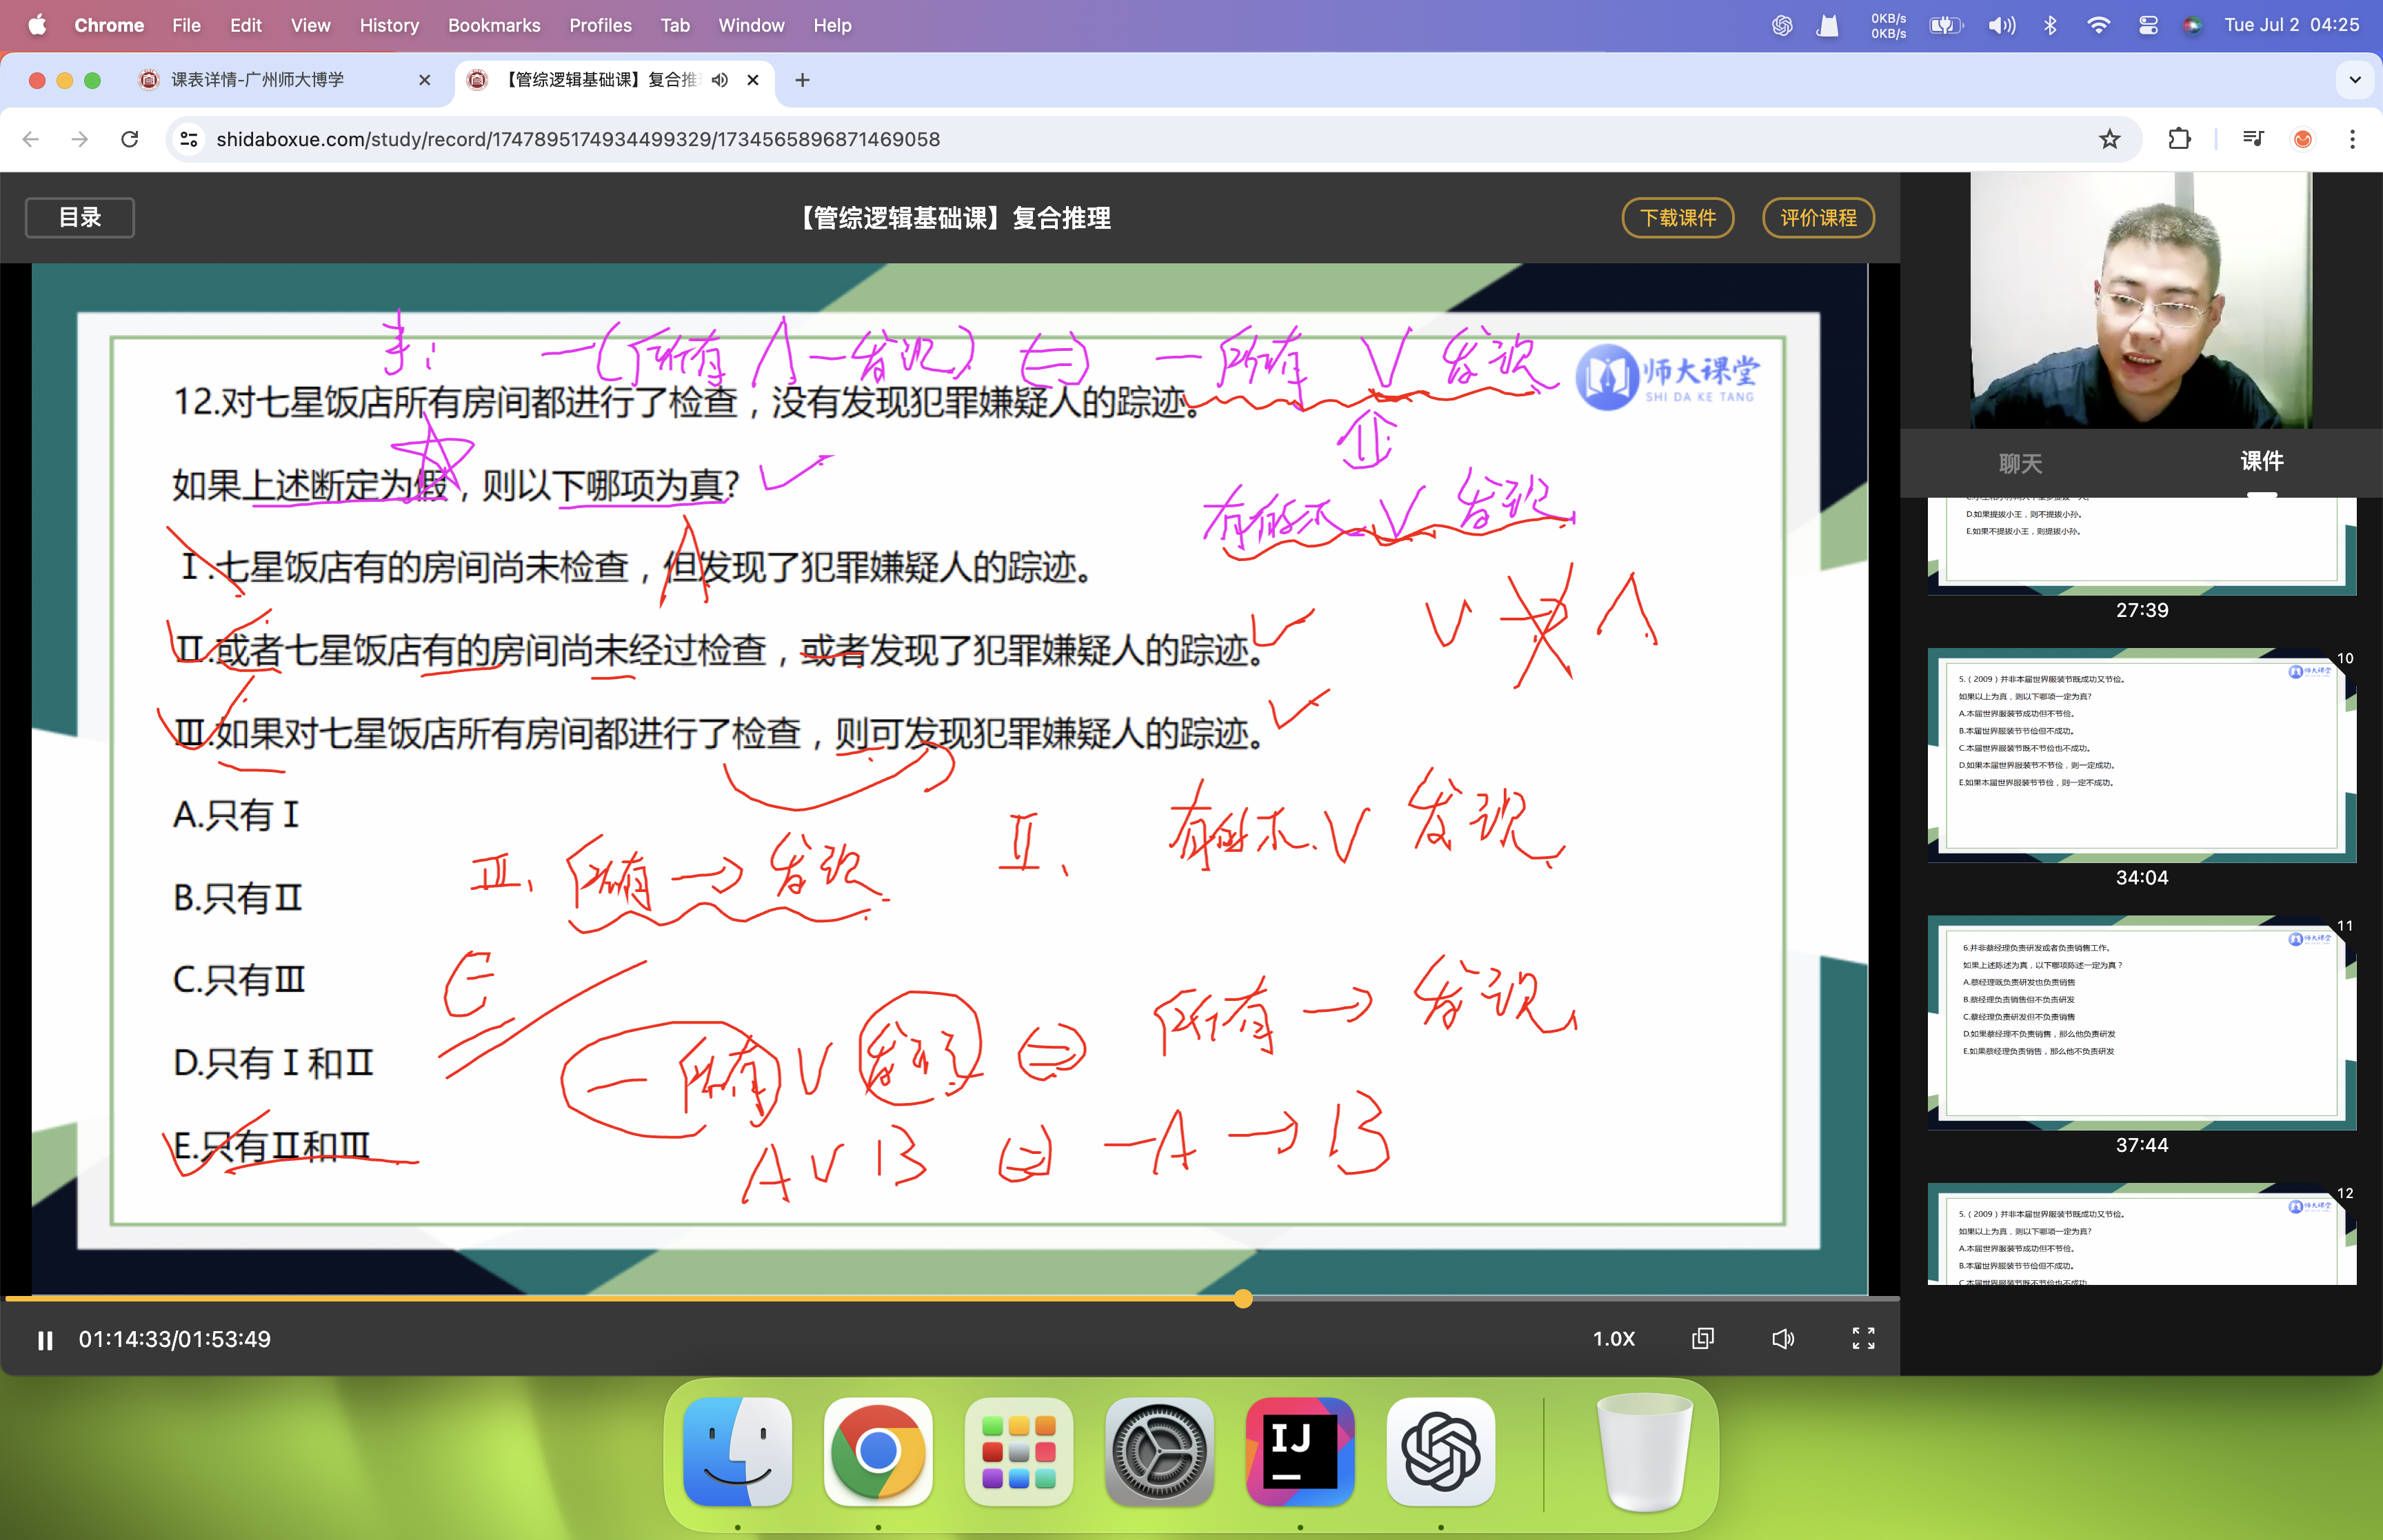 Chrome File Edit View History Bookmarks Profiles Tab Window Help 0KB/s 0KB/s Tue Jul 2 04:25
课表详情-广州师大博学 【管综逻辑基础课】复合推
shidaboxue.com/study/record/1747895174934499329/1734565896871469058
目录 【管综逻辑基础课】复合推理 下载课件 评价课程
¬(所有 ∧ ¬发现) ⇔ ¬所有 ∨ 发现
师大课堂
SHI DA KE TANG
12.对七星饭店所有房间都进行了检查，没有发现犯罪嫌疑人的踪迹。
如果上述断定为假，则以下哪项为真?
有的未 ∨ 发现
Ⅰ.七星饭店有的房间尚未检查，但发现了犯罪嫌疑人的踪迹。
∧
∨ → ∧
Ⅱ.或者七星饭店有的房间尚未经过检查，或者发现了犯罪嫌疑人的踪迹。
Ⅲ.如果对七星饭店所有房间都进行了检查，则可发现犯罪嫌疑人的踪迹。
A.只有Ⅰ
Ⅱ、 有的未 ∨ 发现
Ⅲ、 所有 → 发现
B.只有Ⅱ
C.只有Ⅲ
E
¬所有 ∨ 发现 ⇔ 所有 → 发现
D.只有Ⅰ和Ⅱ
A ∨ B ⇔ ¬A → B
E.只有Ⅱ和Ⅲ
01:14:33/01:53:49 1.0X
聊天 课件
D.如果提拔小王，则不提拔小孙。
E.如果不提拔小王，则提拔小孙。
27:39
10
师大课堂
5.（2009）并非本届世界服装节既成功又节俭。
如果以上为真，则以下哪项一定为真?
A.本届世界服装节成功但不节俭。
B.本届世界服装节节俭但不成功。
C.本届世界服装节既不节俭也不成功。
D.如果本届世界服装节不节俭，则一定成功。
E.如果本届世界服装节节俭，则一定不成功。
34:04
11
师大课堂
6.并非蔡经理负责研发或者负责销售工作。
如果上述陈述为真，以下哪项陈述一定为真？
A.蔡经理既负责研发也负责销售
B.蔡经理负责销售但不负责研发
C.蔡经理负责研发但不负责销售
D.如果蔡经理不负责销售，那么他负责研发
E.如果蔡经理负责销售，那么他不负责研发
37:44
12
师大课堂
5.（2009）并非本届世界服装节既成功又节俭。
如果以上为真，则以下哪项一定为真?
A.本届世界服装节成功但不节俭。
B.本届世界服装节节俭但不成功。
C.本届世界服装节既不节俭也不成功
IJ